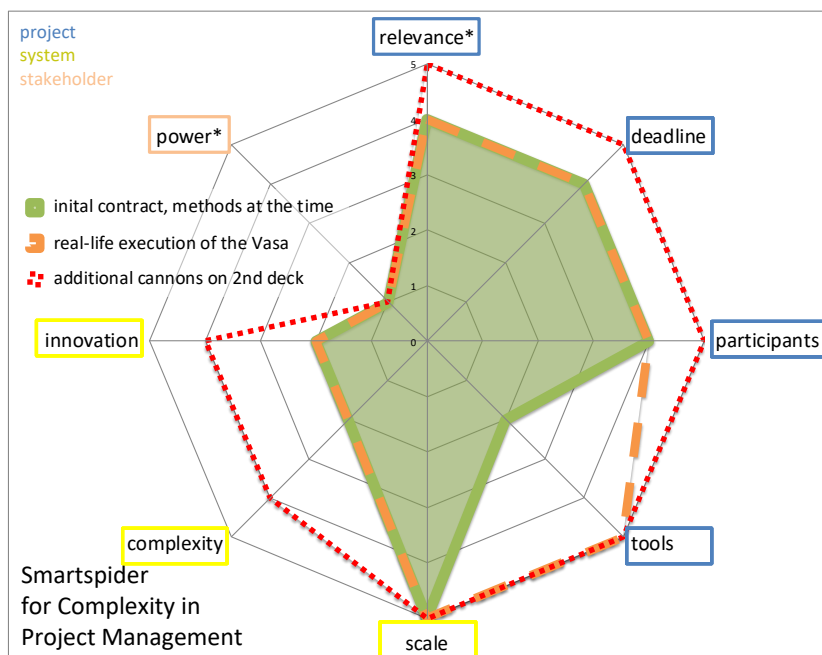 project
system
stakeholder
relevance*
5
power*
deadline
4
3
inital contract, methods at the time
real-life execution of the Vasa
additional cannons on 2nd deck
2
1
innovation
0
participants
complexity
tools
Smartspider
for Complexity in
Project Management
scale